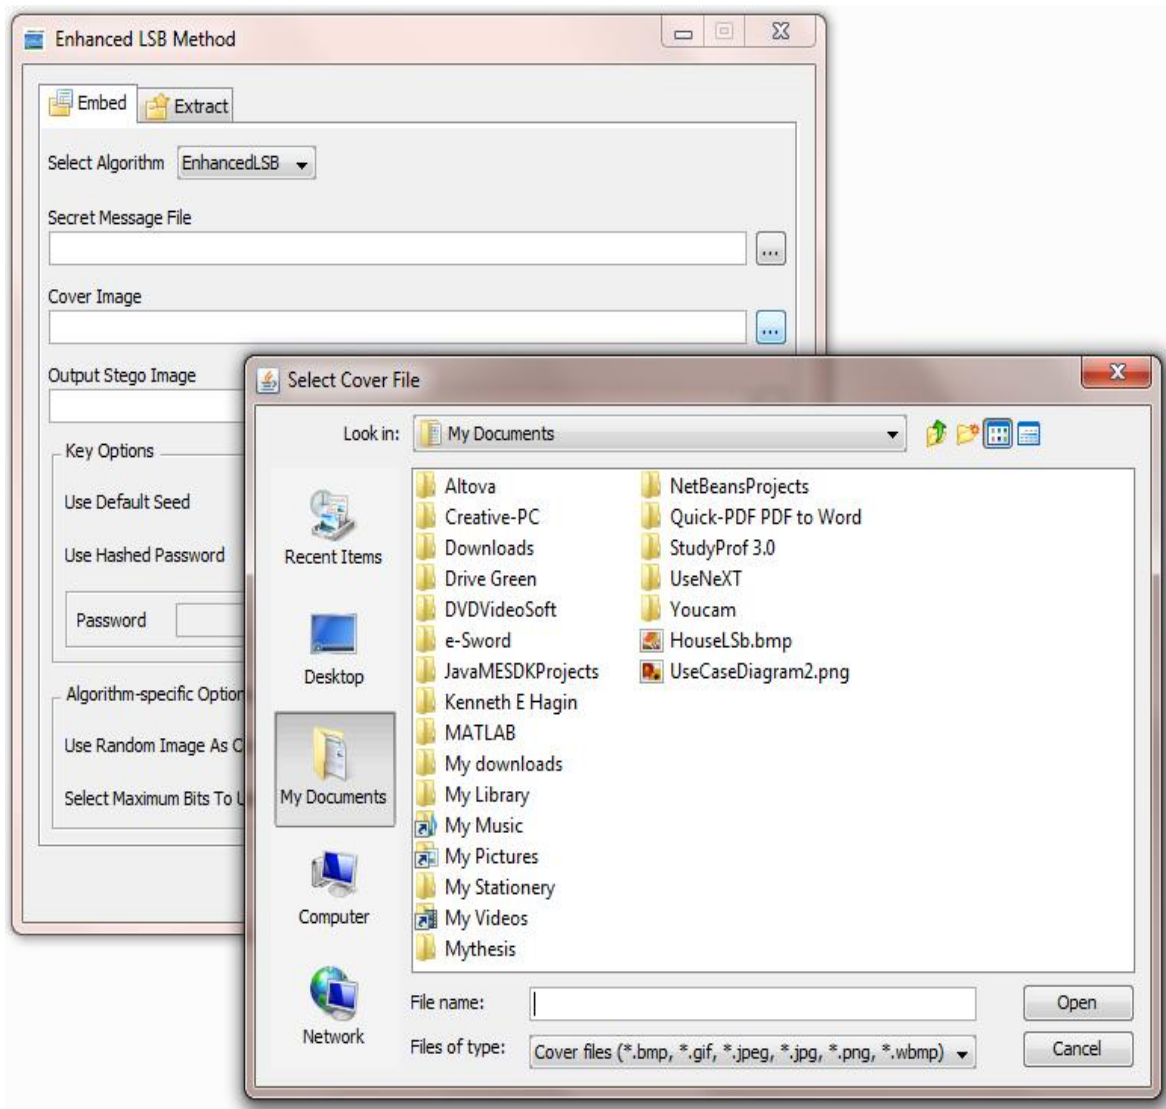 Enhanced LSB Method
Embed
Extract
Select Algorithm EnhancedLSB
Secret Message File
...
Cover Image
...
Output Stego Image
Key Options
Use Default Seed
Use Hashed Password
Password
Algorithm-specific Option
Use Random Image As
Select Maximum Bits To
Select Cover File
Look in: My Documents
Recent Items
Desktop
My Documents
Computer
Network
Altova
Creative-PC
Downloads
Drive Green
DVDVideoSoft
e-Sword
JavaMESDKProjects
Kenneth E Hagin
MATLAB
My downloads
My Library
My Music
My Pictures
My Stationery
My Videos
Mythesis
NetBeansProjects
Quick-PDF PDF to Word
StudyProf 3.0
UseNeXT
Youcam
HouseLSb.bmp
UseCaseDiagram2.png
File name:
Open
Files of type: Cover files (*.bmp, *.gif, *.jpeg, *.jpg, *.png, *.wbmp)
Cancel